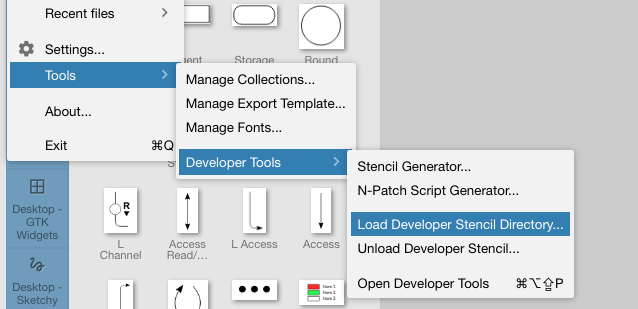 Recent files
Settings...
Tools
About...
Exit ⌘Q
Storage
Round
Manage Collections...
Manage Export Template...
Manage Fonts...
Developer Tools
Stencil Generator...
N-Patch Script Generator...
Load Developer Stencil Directory...
Unload Developer Stencil...
Open Developer Tools ⌘⌥⇧P
Desktop -
GTK
Widgets
Desktop -
Sketchy
R
L
Channel
Access
Read/...
L Access
Access
Item 1
Item 2
Item 3